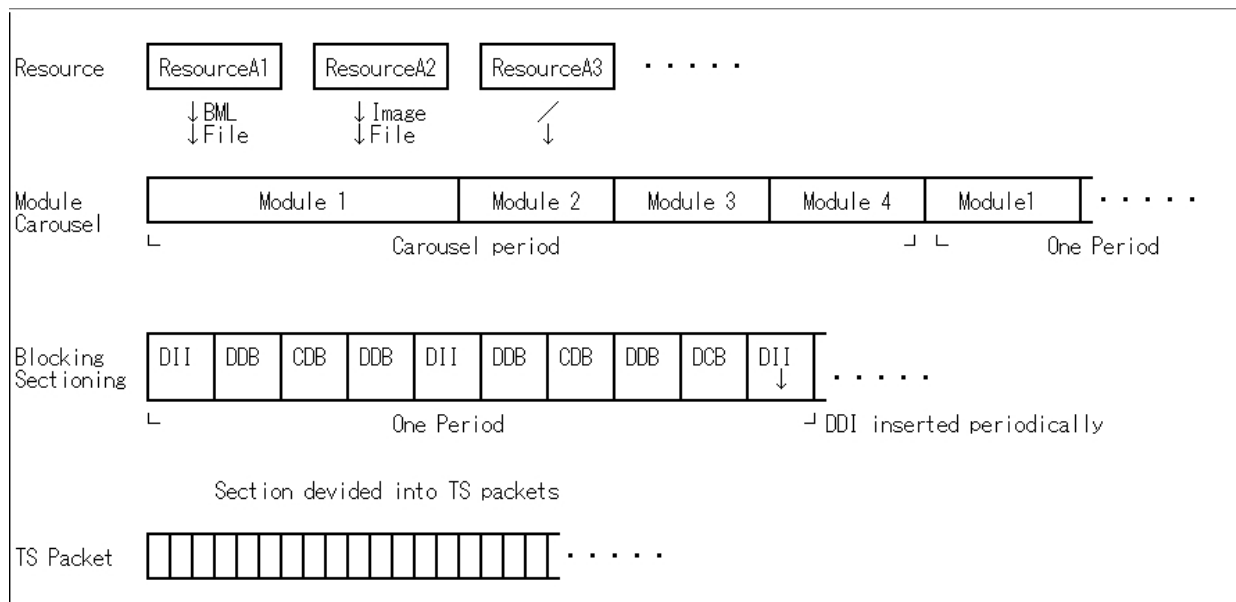 Resource ResourceA1 ResourceA2 ResourceA3 · · · · ·
↓BML ↓Image ／
↓File ↓File ↓
Module Carousel Module 1 Module 2 Module 3 Module 4 Module1 · · · · ·
└ Carousel period ┘ └ One Period
Blocking Sectioning DII DDB CDB DDB DII DDB CDB DDB DCB DII ↓ · · · · ·
└ One Period ┘ DDI inserted periodically
Section devided into TS packets
TS Packet · · · · ·